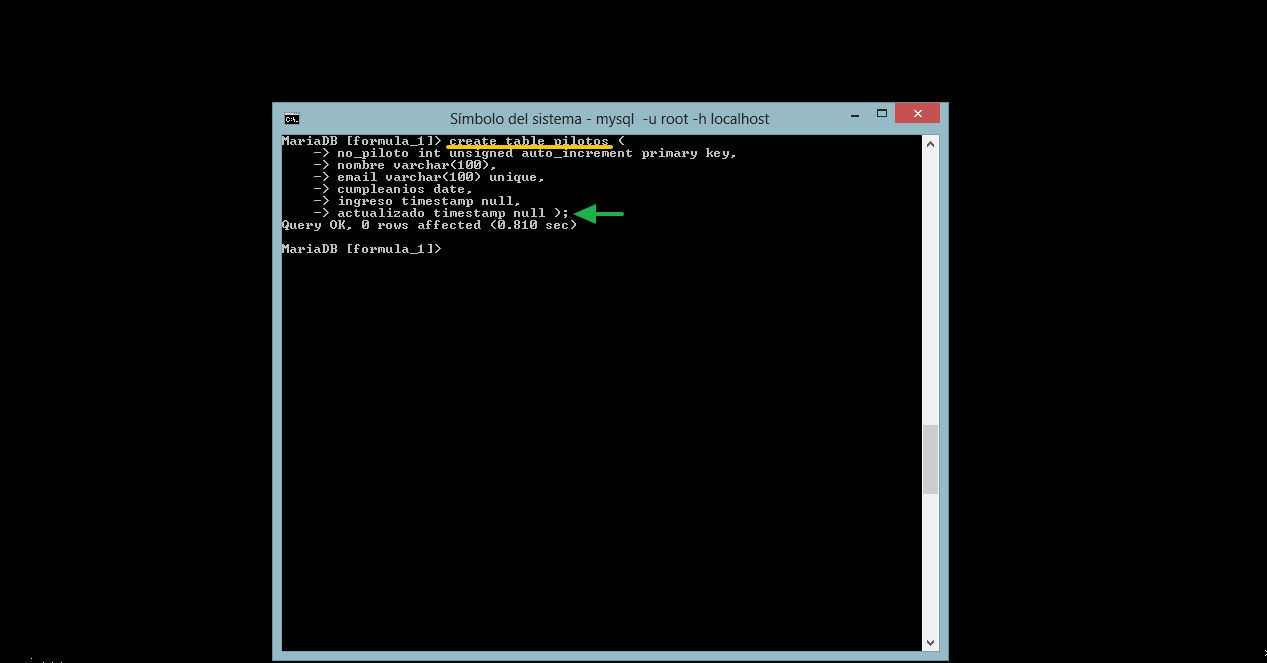 Símbolo del sistema - mysql -u root -h localhost
MariaDB [formula_1]> create table pilotos (
-> no_piloto int unsigned auto_increment primary key,
-> nombre varchar(100),
-> email varchar(100) unique,
-> cumpleanios date,
-> ingreso timestamp null,
-> actualizado timestamp null );
Query OK, 0 rows affected (0.810 sec)
MariaDB [formula_1]>